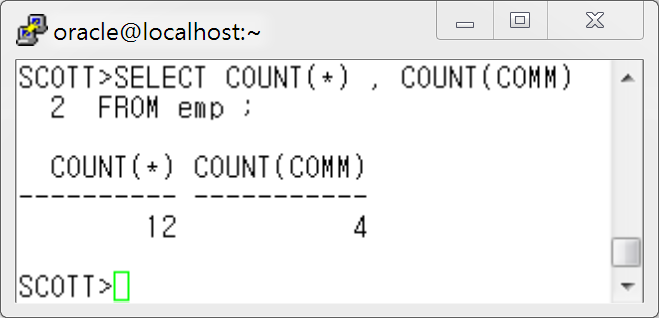 oracle@localhost:~
SCOTT>SELECT COUNT(*) , COUNT(COMM)
  2  FROM emp ;
  COUNT(*) COUNT(COMM)
---------- -----------
        12           4
SCOTT>